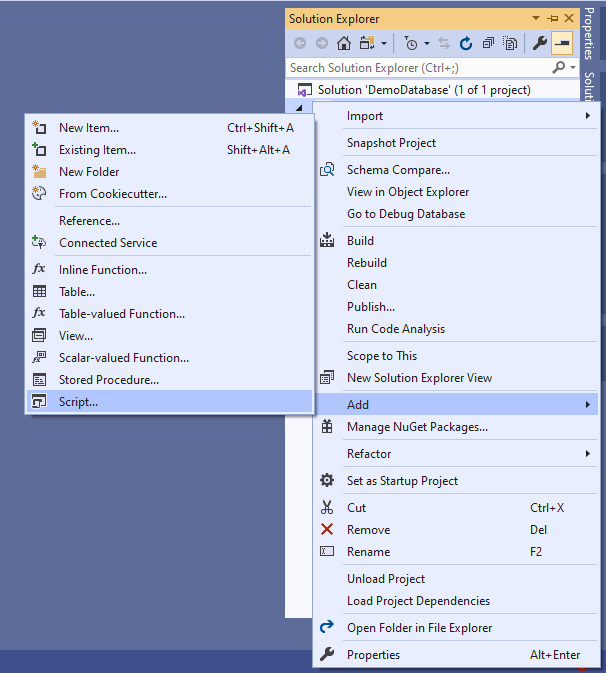 Solution Explorer
Search Solution Explorer (Ctrl+;)
Solution 'DemoDatabase' (1 of 1 project)
Properties
New Item... Ctrl+Shift+A
Existing Item... Shift+Alt+A
New Folder
From Cookiecutter...
Reference...
Connected Service
Inline Function...
Table...
Table-valued Function...
View...
Scalar-valued Function...
Stored Procedure...
Script...
Import
Snapshot Project
Schema Compare...
View in Object Explorer
Go to Debug Database
Build
Rebuild
Clean
Publish...
Run Code Analysis
Scope to This
New Solution Explorer View
Add
Manage NuGet Packages...
Refactor
Set as Startup Project
Cut Ctrl+X
Remove Del
Rename F2
Unload Project
Load Project Dependencies
Open Folder in File Explorer
Properties Alt+Enter